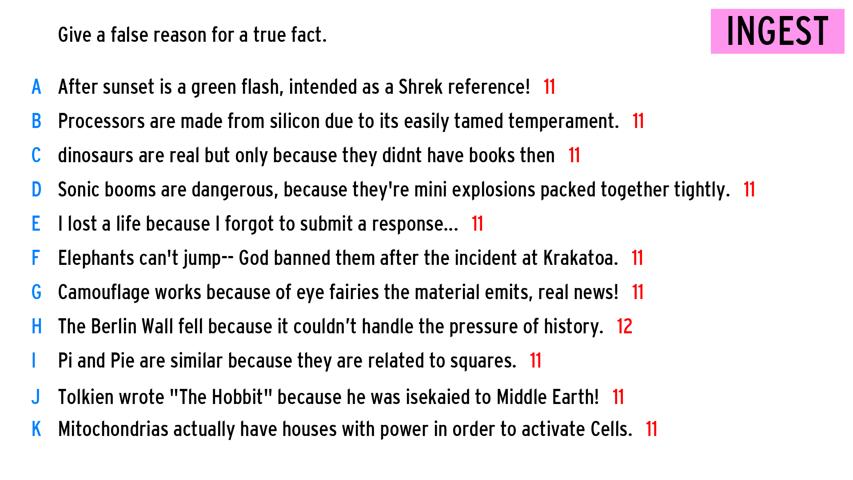 INGEST
Give a false reason for a true fact.
A After sunset is a green flash, intended as a Shrek reference! 11
B Processors are made from silicon due to its easily tamed temperament. 11
C dinosaurs are real but only because they didnt have books then 11
D Sonic booms are dangerous, because they're mini explosions packed together tightly. 11
E I lost a life because I forgot to submit a response... 11
F Elephants can't jump-- God banned them after the incident at Krakatoa. 11
G Camouflage works because of eye fairies the material emits, real news! 11
H The Berlin Wall fell because it couldn’t handle the pressure of history. 12
I Pi and Pie are similar because they are related to squares. 11
J Tolkien wrote "The Hobbit" because he was isekaied to Middle Earth! 11
K Mitochondrias actually have houses with power in order to activate Cells. 11